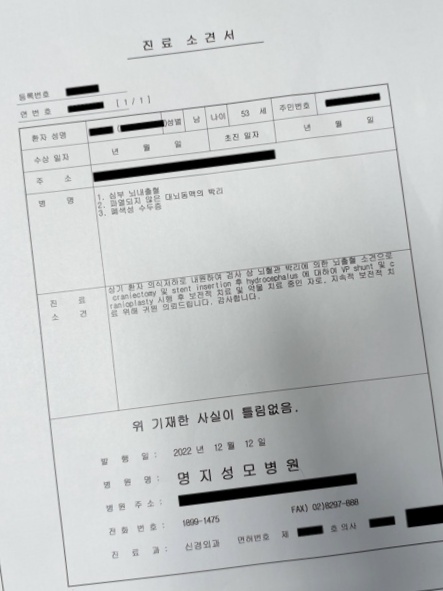 진 료 소 견 서
등록번호
연 번 호 [ 1 / 1 ]
환자 성명 성별 남 나이 53 세 주민번호
수상 일자 년 월 일 초진 일자 년 월 일
주 소
병 명 1. 심부 뇌내출혈
2. 파열되지 않은 대뇌동맥의 박리
3. 폐색성 수두증
상기 환자 의식저하로 내원하여 검사 상 뇌혈관 박리에 의한 뇌출혈 소견으로
craniectomy 및 stent insertion 후 hydrocephalus 에 대하여 VP shunt 및 c
ranioplasty 시행 후 보전적 치료 및 약물 치료 중인 자로, 지속적 보전적 치
료 위해 귀원 의뢰드립니다. 감사합니다.
진 료
소 견
위 기재한 사실이 틀림없음.
발 행 일 : 2022 년 12 월 12 일
병 원 명 : 명지성모병원
병원 주소 :
전화 번호 : 1899-1475 FAX) 02)8297-888
진 료 과 : 신경외과 면허번호 제 호 의사